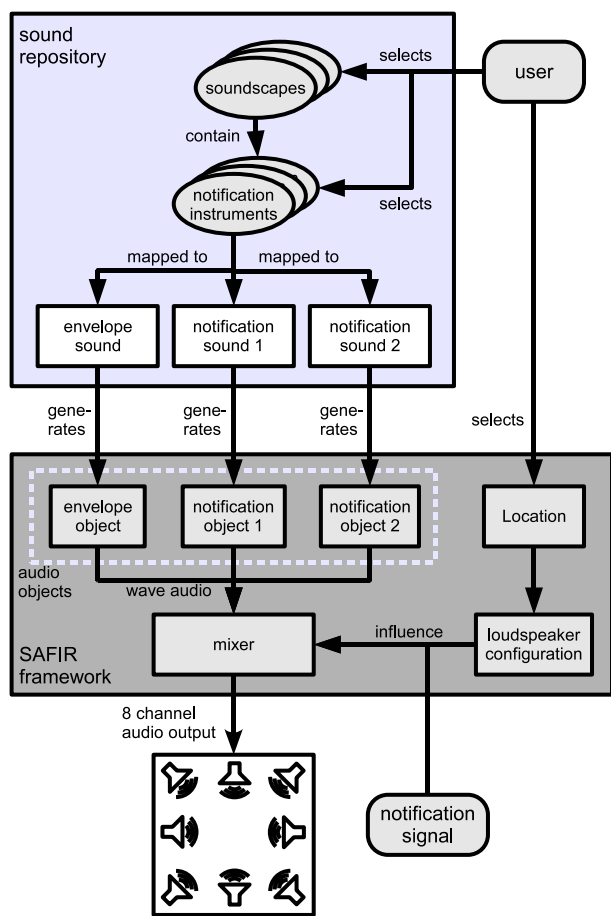 sound
repository
selects
user
soundscapes
contain
notification
instruments
selects
mapped to
mapped to
envelope
sound
notification
sound 1
notification
sound 2
gene-
rates
gene-
rates
gene-
rates
selects
envelope
object
notification
object 1
notification
object 2
Location
audio
objects
wave audio
mixer
influence
loudspeaker
configuration
SAFIR
framework
8 channel
audio output
notification
signal